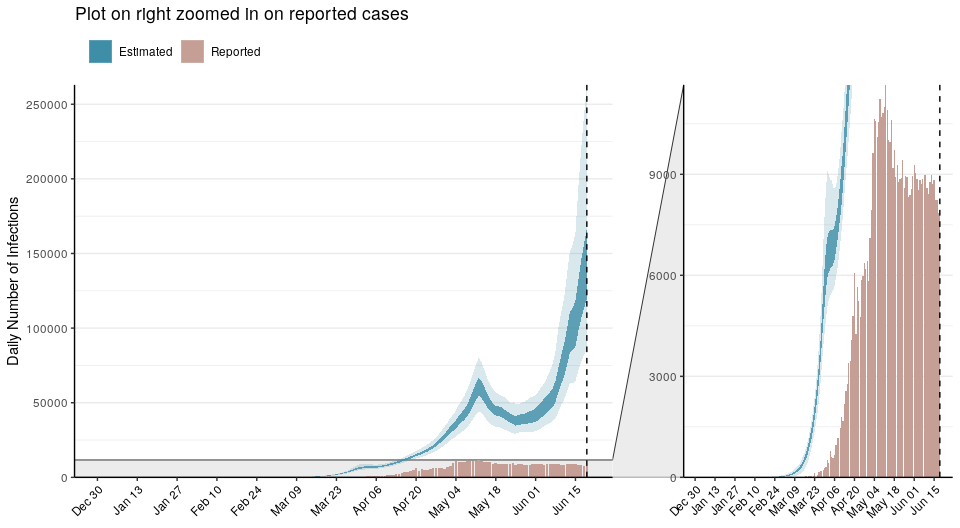 Plot on right zoomed in on reported cases
Estimated Reported
Daily Number of Infections
250000
200000
150000
100000
50000
0
Dec 30 Jan 13 Jan 27 Feb 10 Feb 24 Mar 09 Mar 23 Apr 06 Apr 20 May 04 May 18 Jun 01 Jun 15
9000
6000
3000
0
Dec 30 Jan 13 Jan 27 Feb 10 Feb 24 Mar 09 Mar 23 Apr 06 Apr 20 May 04 May 18 Jun 01 Jun 15